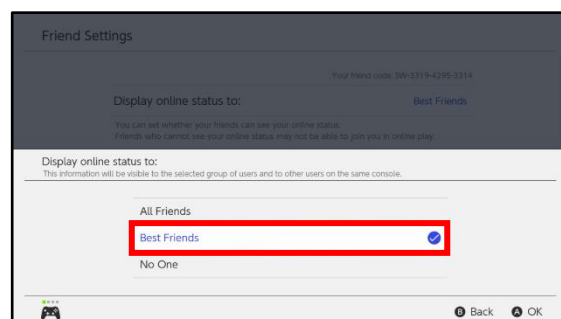 Friend Settings
Your friend code: SW-3319-4295-3314
Display online status to: Best Friends
You can set whether your friends can see your online status.
Friends who cannot see your online status may not be able to join you in online play.
Display online status to:
This information will be visible to the selected group of users and to other users on the same console.
All Friends
Best Friends
No One
B Back A OK